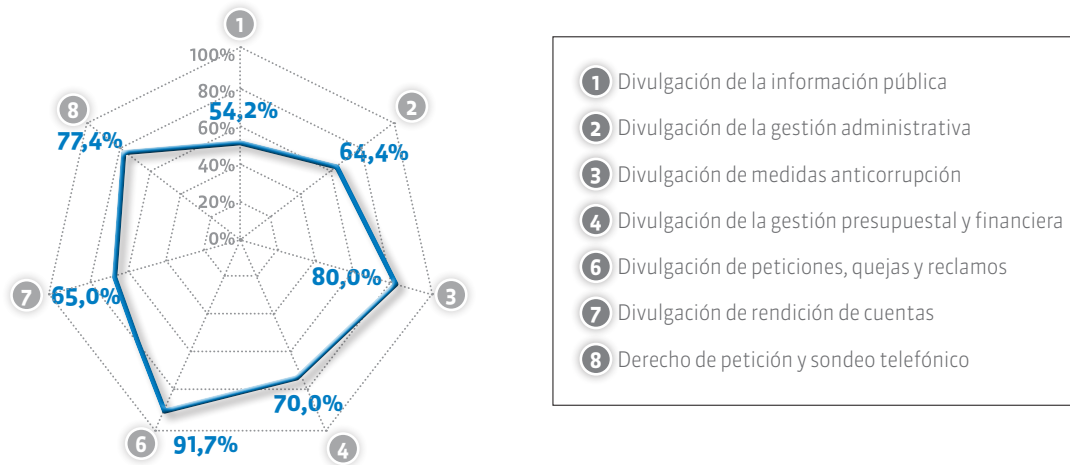 1
100%
80%
60%
40%
20%
0%
54,2%
2
64,4%
80,0%
3
70,0%
4
91,7%
6
65,0%
7
77,4%
8
1 Divulgación de la información pública
2 Divulgación de la gestión administrativa
3 Divulgación de medidas anticorrupción
4 Divulgación de la gestión presupuestal y financiera
6 Divulgación de peticiones, quejas y reclamos
7 Divulgación de rendición de cuentas
8 Derecho de petición y sondeo telefónico